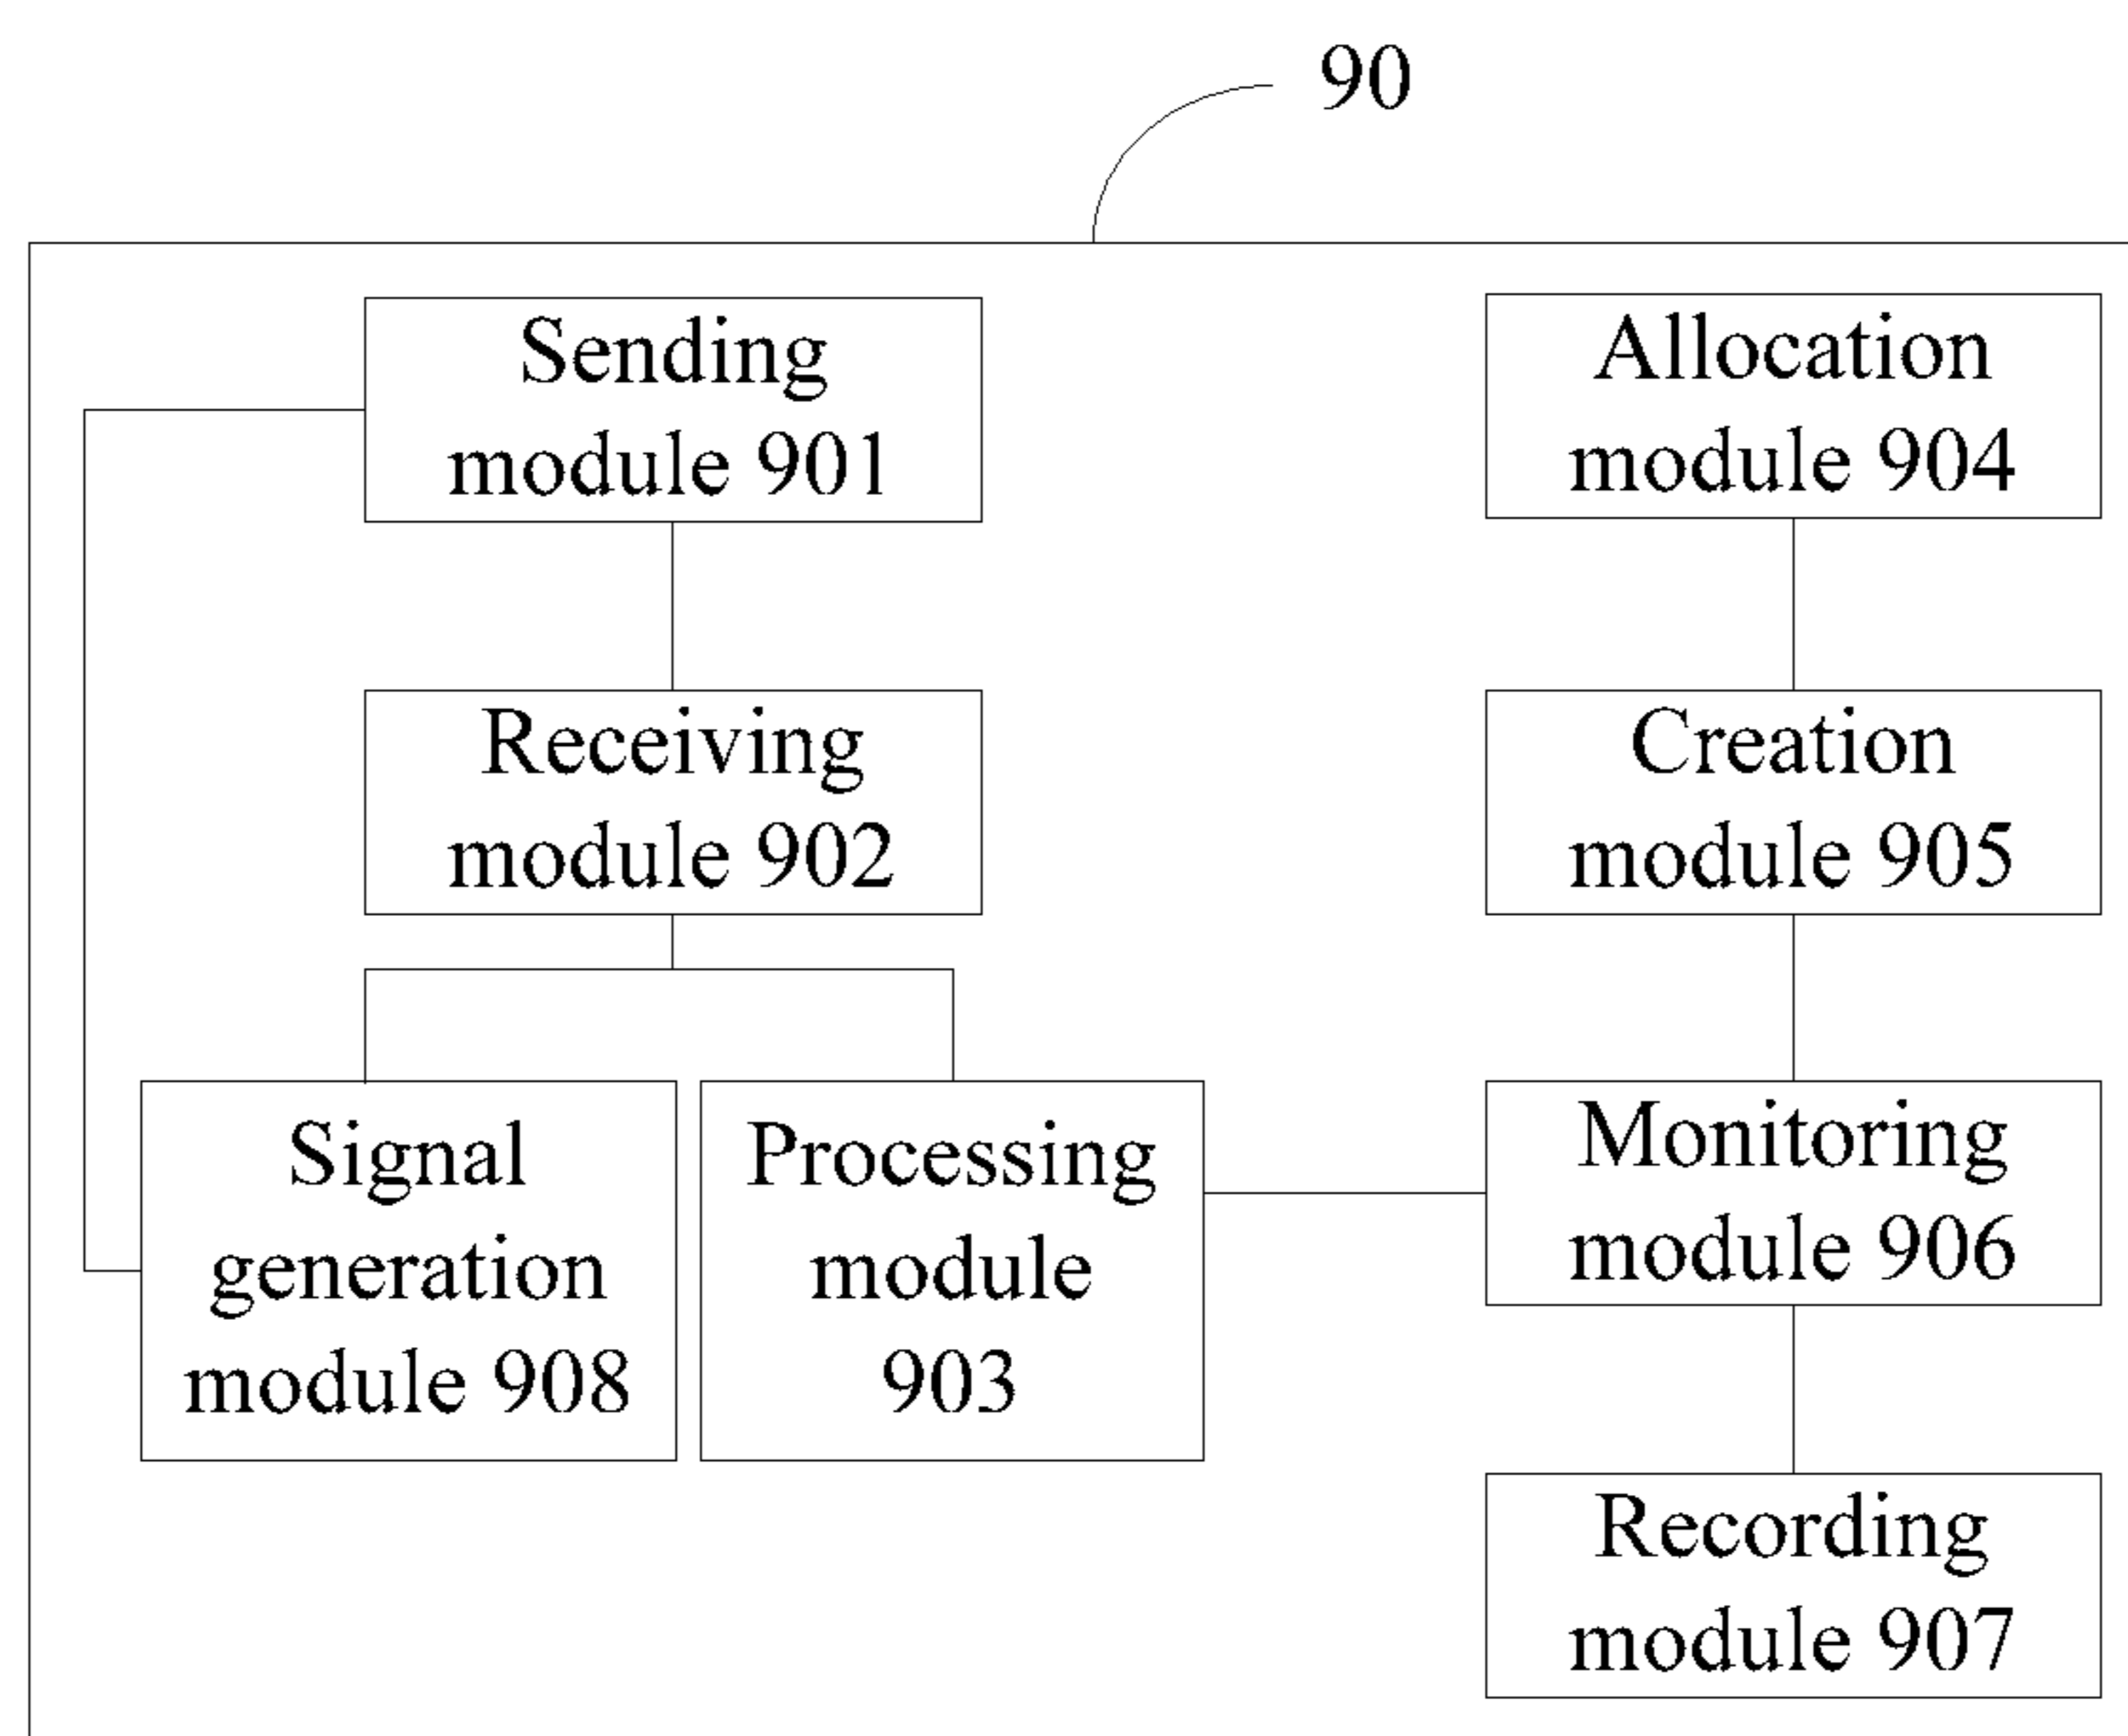 90
Sending
module 901
Allocation
module 904
Receiving
module 902
Creation
module 905
Signal
generation
module 908
Processing
module
903
Monitoring
module 906
Recording
module 907